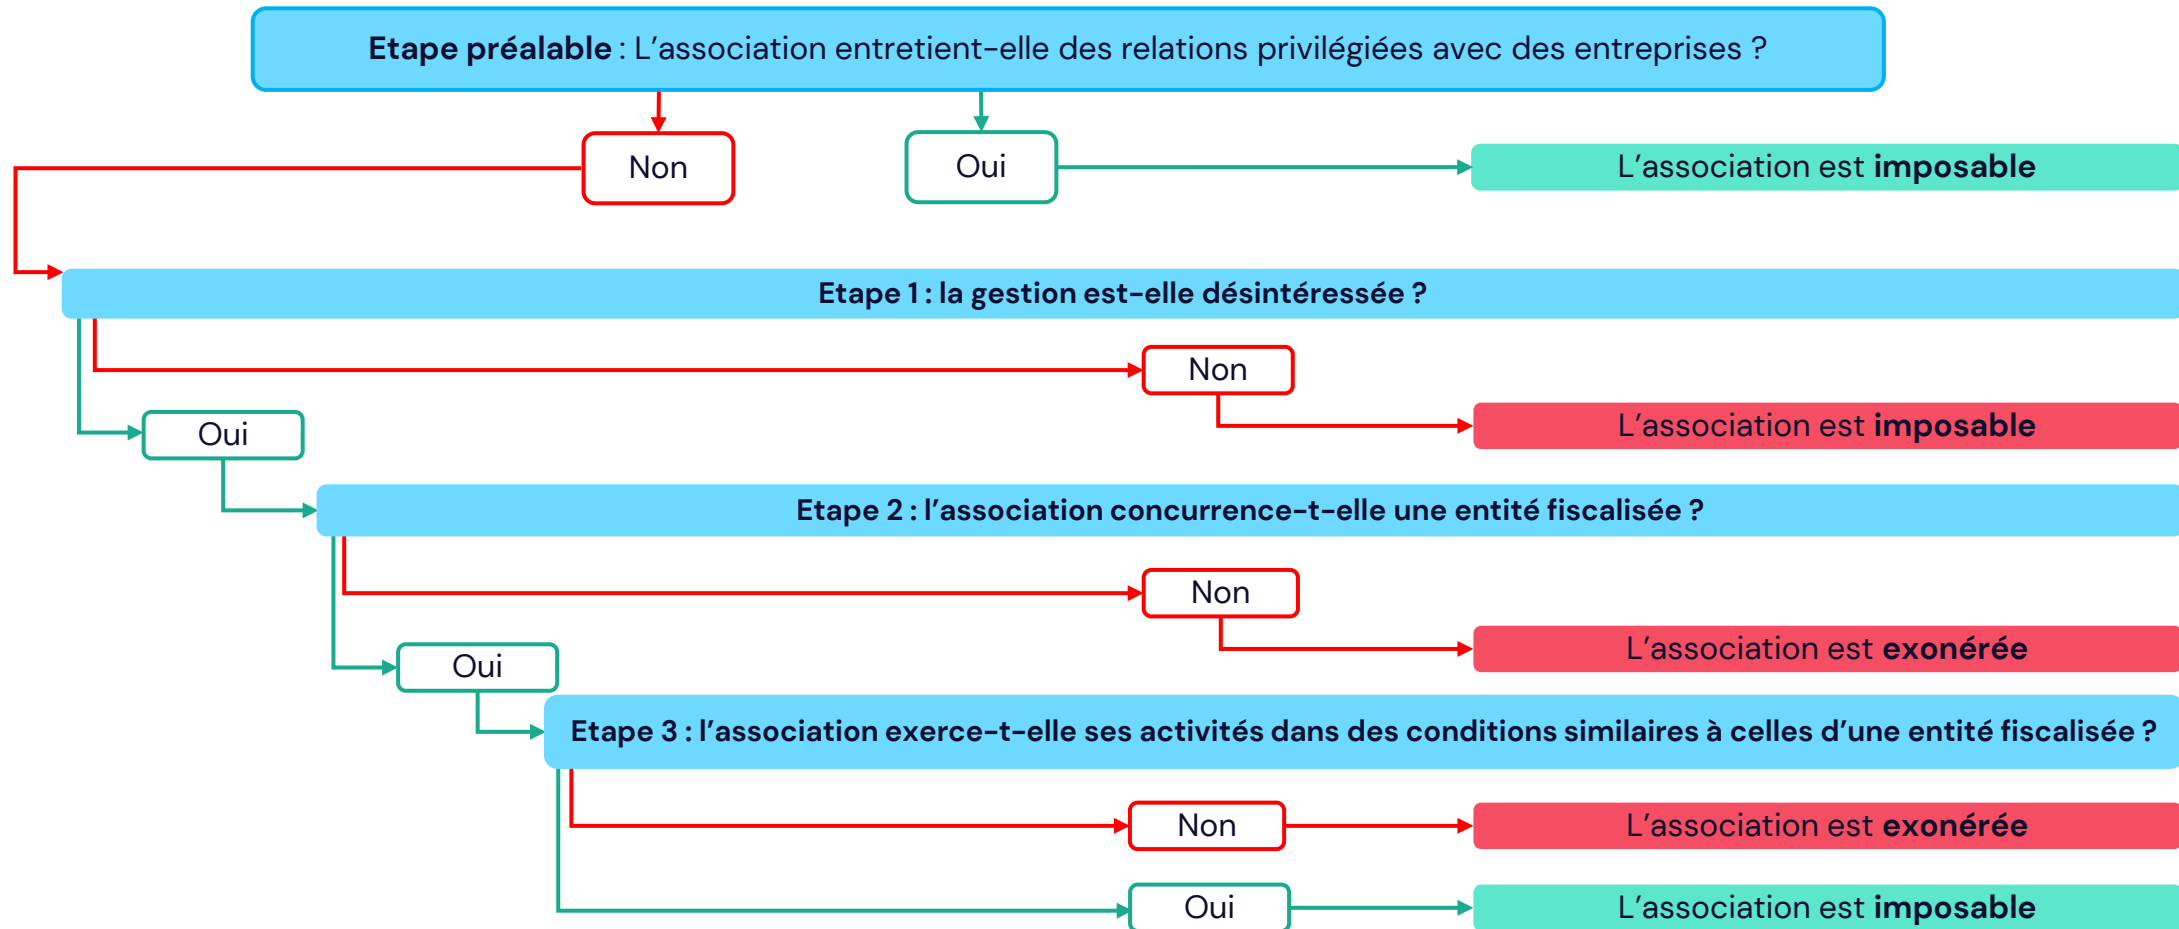 Etape préalable : L’association entretient-elle des relations privilégiées avec des entreprises ?
Non
Oui
L’association est imposable
Etape 1 : la gestion est-elle désintéressée ?
Non
L’association est imposable
Oui
Etape 2 : l’association concurrence-t-elle une entité fiscalisée ?
Non
L’association est exonérée
Oui
Etape 3 : l’association exerce-t-elle ses activités dans des conditions similaires à celles d’une entité fiscalisée ?
Non
L’association est exonérée
Oui
L’association est imposable